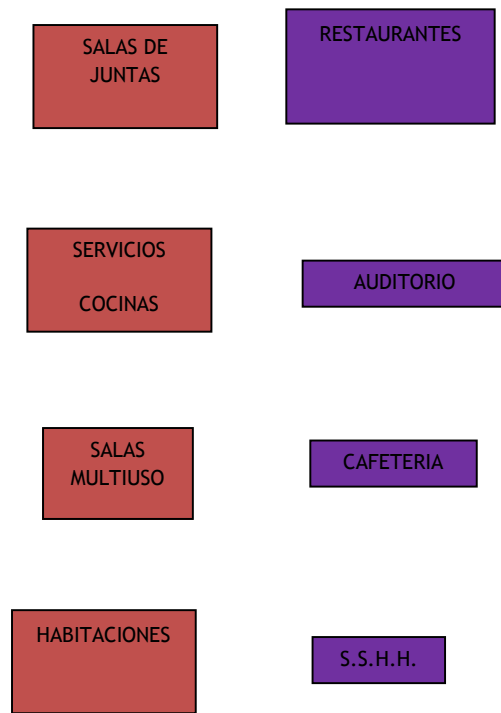 SALAS DE
JUNTAS
RESTAURANTES
SERVICIOS
COCINAS
AUDITORIO
SALAS
MULTIUSO
CAFETERIA
HABITACIONES
S.S.H.H.